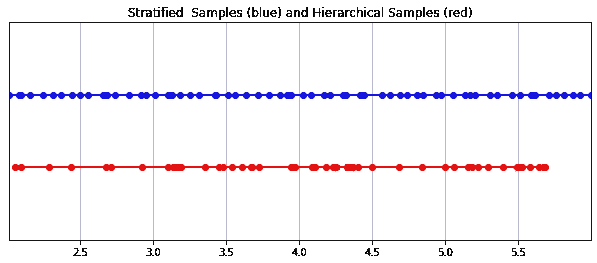 Stratified  Samples (blue) and Hierarchical Samples (red)
2.5 3.0 3.5 4.0 4.5 5.0 5.5